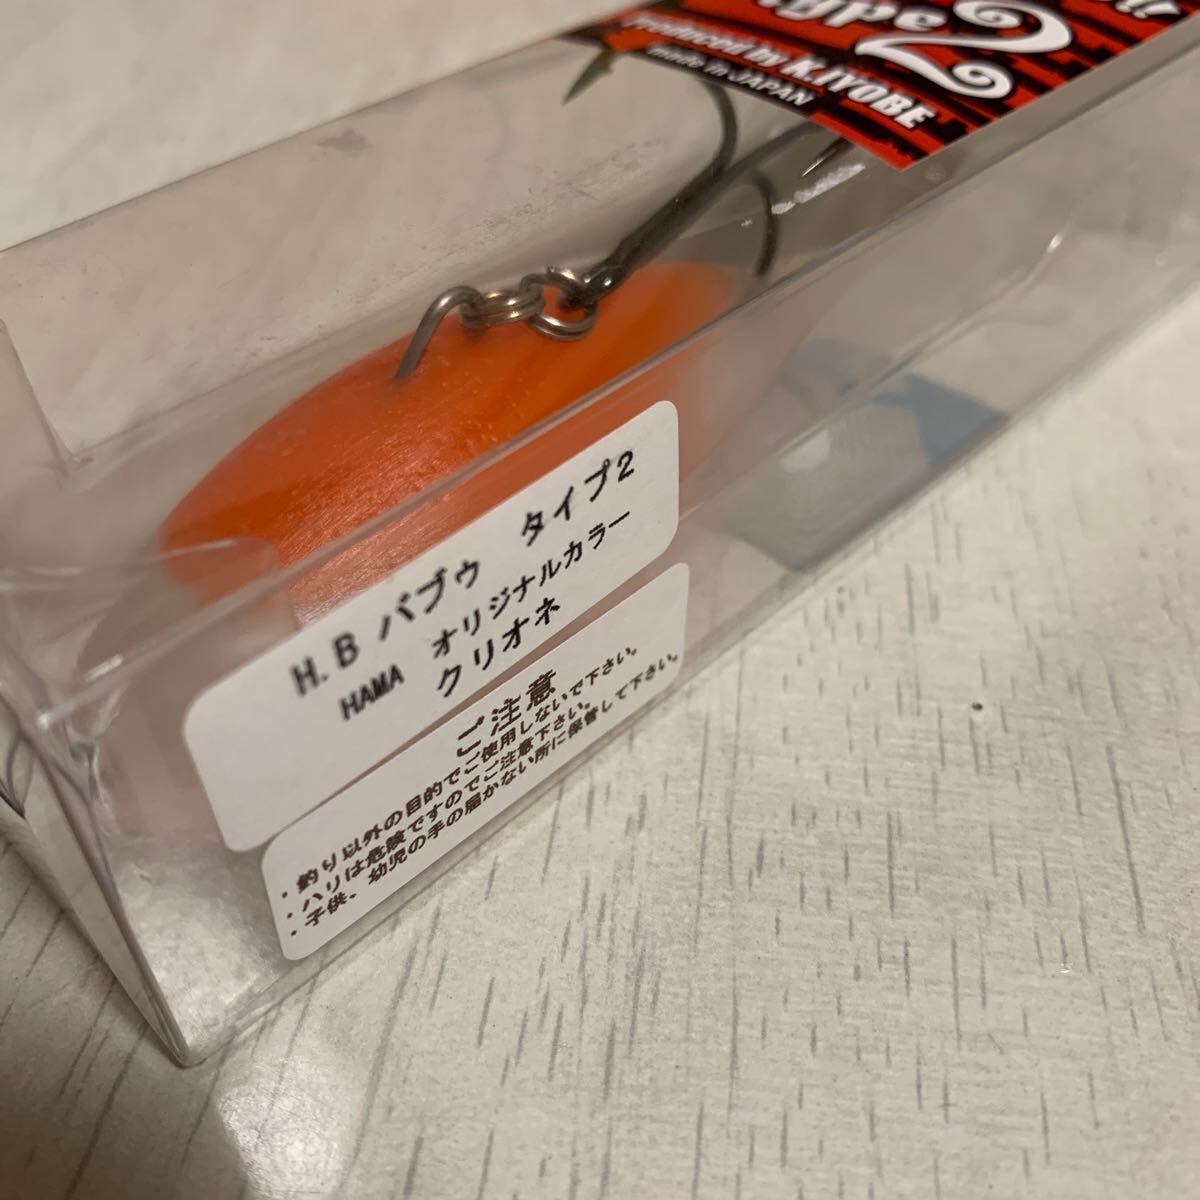 type 2
produced by K.IYOBE
made in JAPAN
H.B バブゥ タイプ2
HAMA オリジナルカラー
クリオネ
ご注意
・釣り以外の目的でご使用しないで下さい。
・ハリは危険ですのでご注意下さい。
・子供、幼児の手の届かない所に保管して下さい。